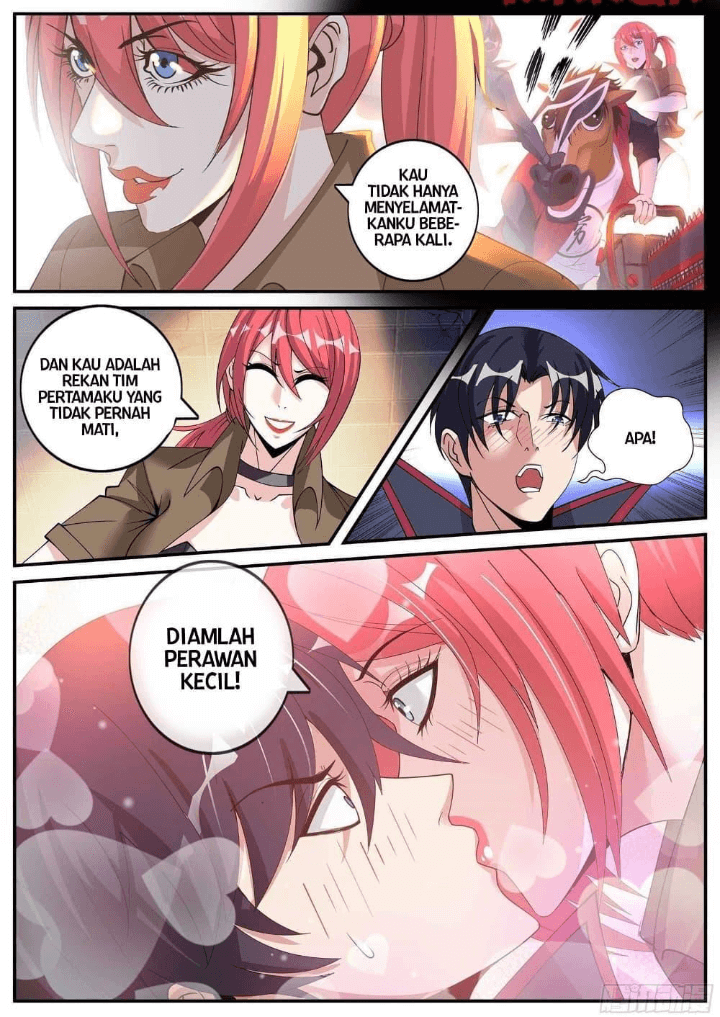 KAU
TIDAK HANYA
MENYELAMAT-
KANKU BEBE-
RAPA KALI.
DAN KAU ADALAH
REKAN TIM
PERTAMAKU YANG
TIDAK PERNAH
MATI,
APA!
DIAMLAH
PERAWAN
KECIL!